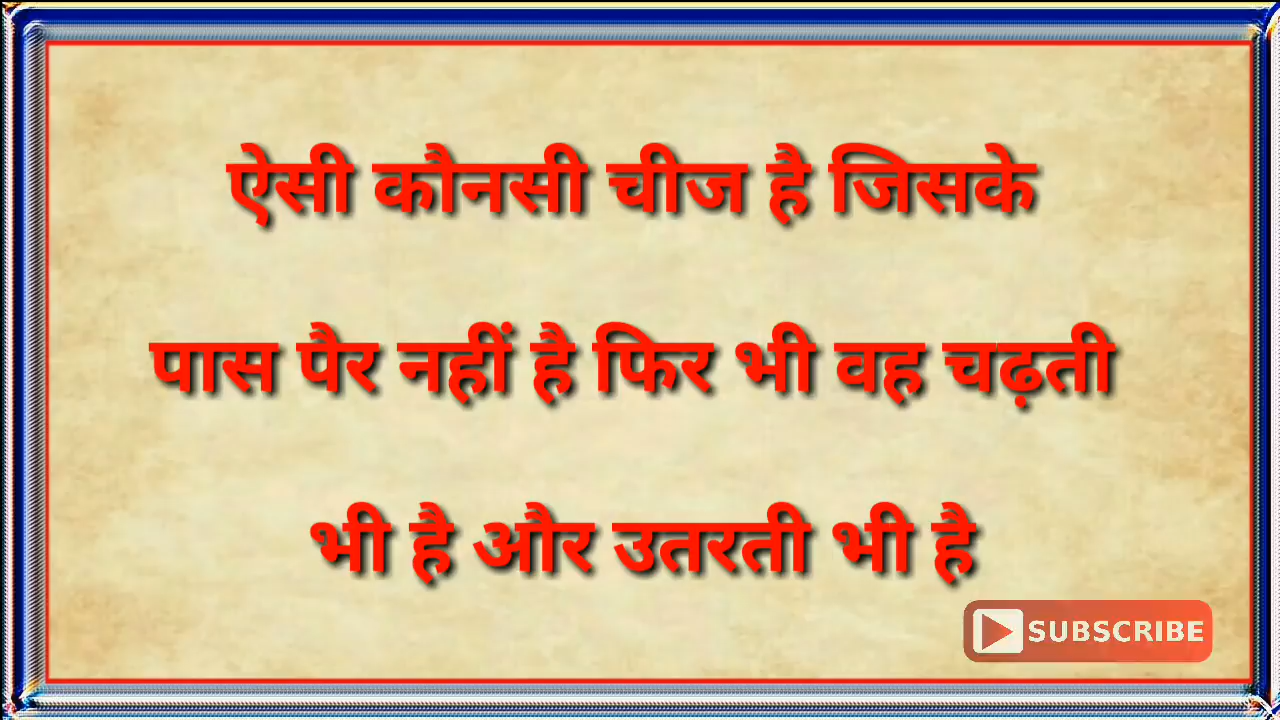 ऐसी कौनसी चीज है जिसके
पास पैर नहीं है फिर भी वह चढ़ती
भी है और उतरती भी है
SUBSCRIBE